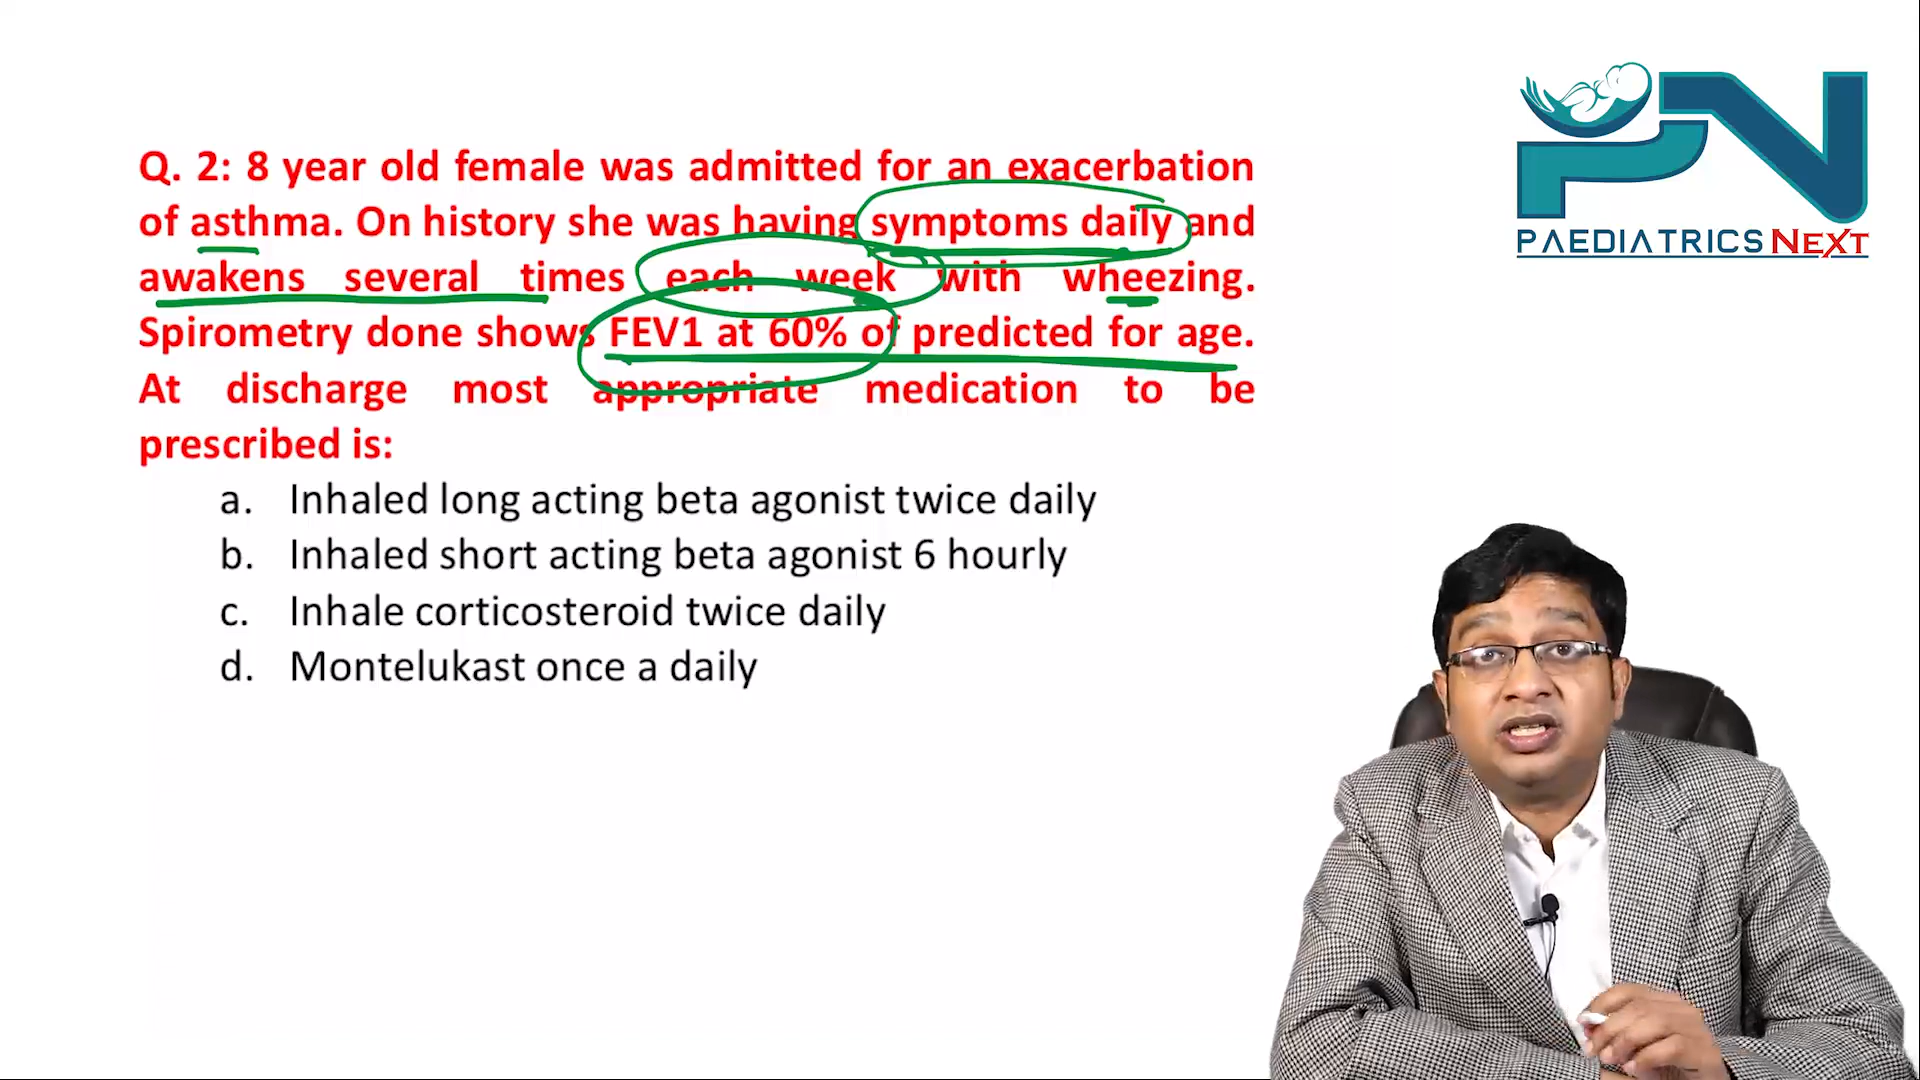 Q. 2: 8 year old female was admitted for an exacerbation
of asthma. On history she was having symptoms daily and
awakens several times each week with wheezing.
Spirometry done shows FEV1 at 60% of predicted for age.
At discharge most appropriate medication to be
prescribed is:
a. Inhaled long acting beta agonist twice daily
b. Inhaled short acting beta agonist 6 hourly
c. Inhale corticosteroid twice daily
d. Montelukast once a daily
PN
PAEDIATRICS NEXT